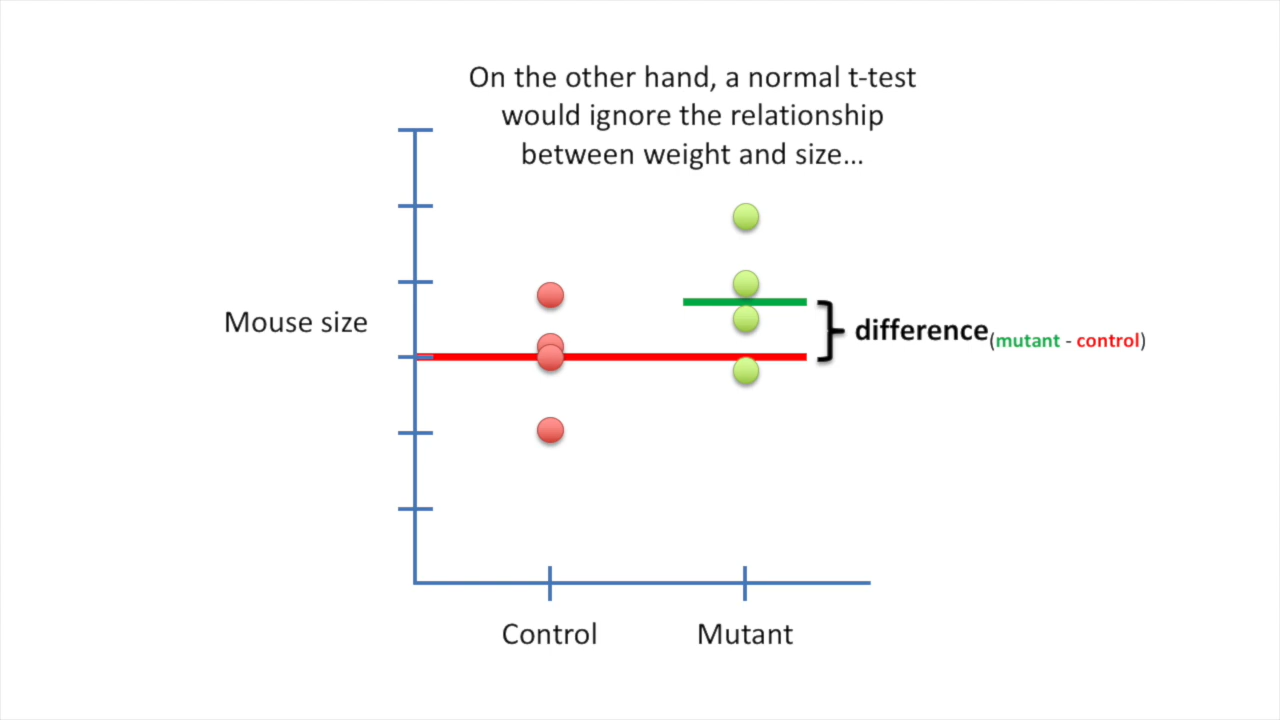 On the other hand, a normal t-test
would ignore the relationship
between weight and size...
Mouse size
difference(mutant - control)
Control
Mutant